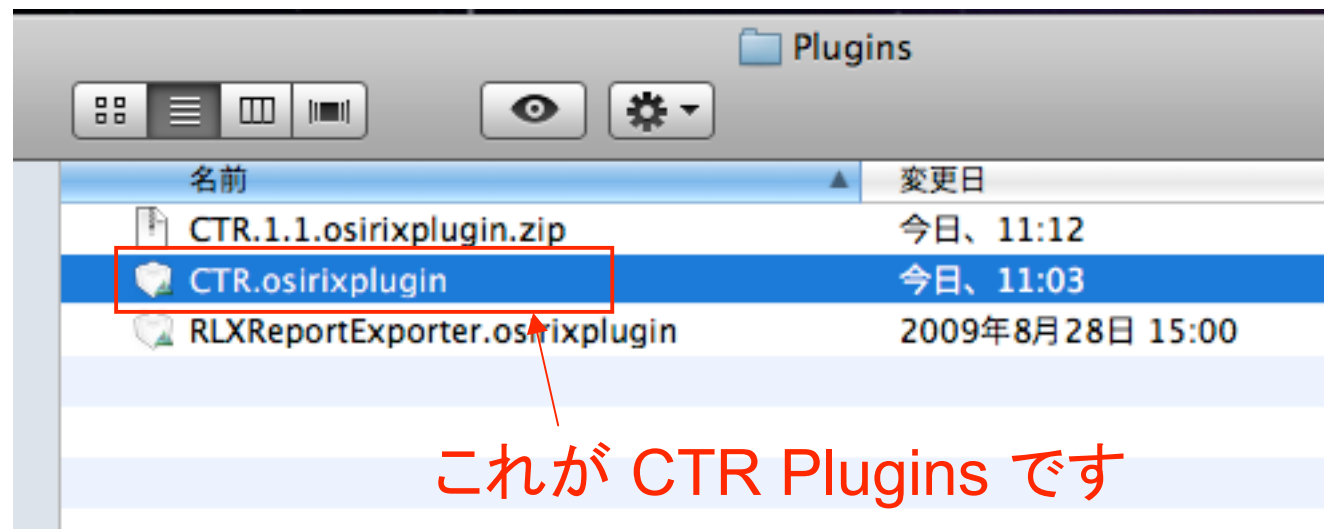 Plugins
名前 変更日
CTR.1.1.osirixplugin.zip 今日、11:12
CTR.osirixplugin 今日、11:03
RLXReportExporter.osirixplugin 2009年8月28日 15:00
これが CTR Plugins です